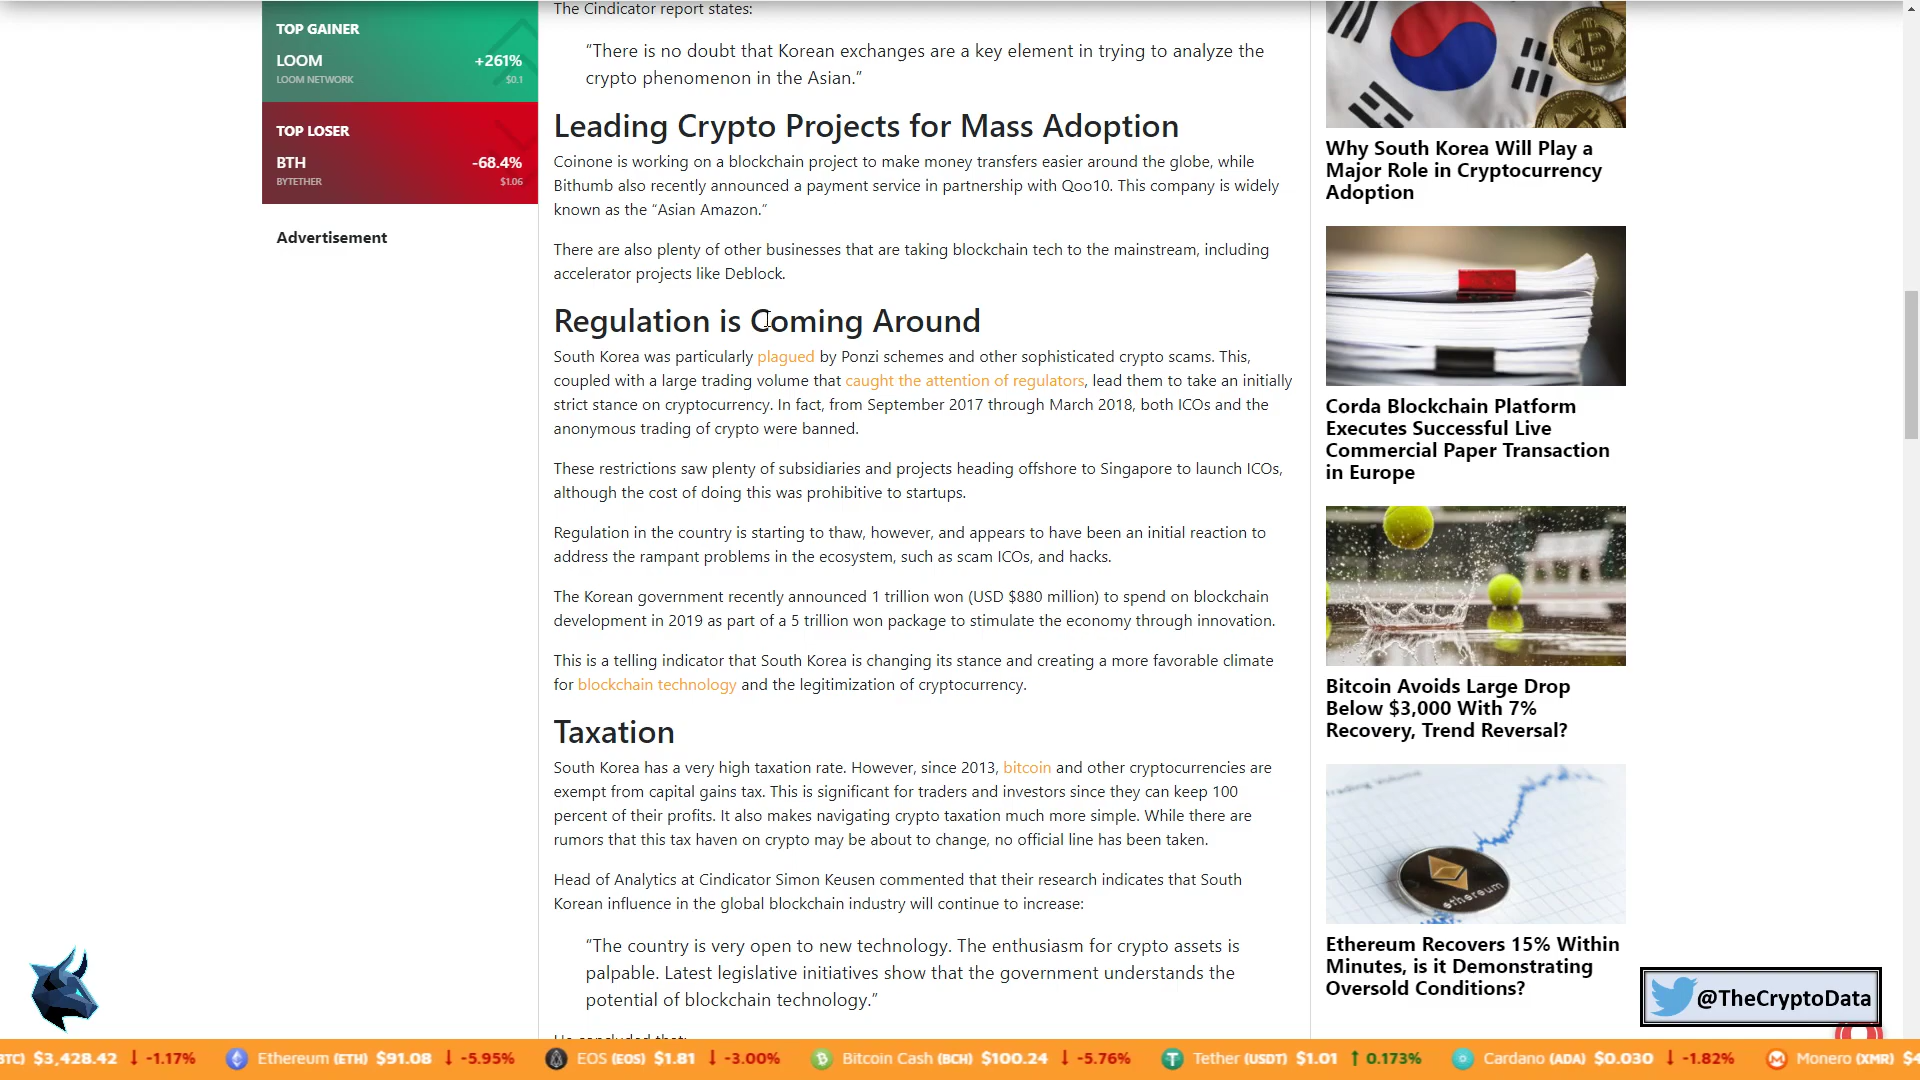 TOP GAINER
LOOM +261%
LOOM NETWORK $0.1
TOP LOSER
BTH -68.4%
BYTETHER $1.06
Advertisement
The Cindicator report states:
“There is no doubt that Korean exchanges are a key element in trying to analyze the
crypto phenomenon in the Asian.”
Leading Crypto Projects for Mass Adoption
Coinone is working on a blockchain project to make money transfers easier around the globe, while
Bithumb also recently announced a payment service in partnership with Qoo10. This company is widely
known as the “Asian Amazon.”
There are also plenty of other businesses that are taking blockchain tech to the mainstream, including
accelerator projects like Deblock.
Regulation is Coming Around
South Korea was particularly plagued by Ponzi schemes and other sophisticated crypto scams. This,
coupled with a large trading volume that caught the attention of regulators, lead them to take an initially
strict stance on cryptocurrency. In fact, from September 2017 through March 2018, both ICOs and the
anonymous trading of crypto were banned.
These restrictions saw plenty of subsidiaries and projects heading offshore to Singapore to launch ICOs,
although the cost of doing this was prohibitive to startups.
Regulation in the country is starting to thaw, however, and appears to have been an initial reaction to
address the rampant problems in the ecosystem, such as scam ICOs, and hacks.
The Korean government recently announced 1 trillion won (USD $880 million) to spend on blockchain
development in 2019 as part of a 5 trillion won package to stimulate the economy through innovation.
This is a telling indicator that South Korea is changing its stance and creating a more favorable climate
for blockchain technology and the legitimization of cryptocurrency.
Taxation
South Korea has a very high taxation rate. However, since 2013, bitcoin and other cryptocurrencies are
exempt from capital gains tax. This is significant for traders and investors since they can keep 100
percent of their profits. It also makes navigating crypto taxation much more simple. While there are
rumors that this tax haven on crypto may be about to change, no official line has been taken.
Head of Analytics at Cindicator Simon Keusen commented that their research indicates that South
Korean influence in the global blockchain industry will continue to increase:
“The country is very open to new technology. The enthusiasm for crypto assets is
palpable. Latest legislative initiatives show that the government understands the
potential of blockchain technology.”
He concluded that:
Why South Korea Will Play a
Major Role in Cryptocurrency
Adoption
Corda Blockchain Platform
Executes Successful Live
Commercial Paper Transaction
in Europe
Bitcoin Avoids Large Drop
Below $3,000 With 7%
Recovery, Trend Reversal?
Trading Volume
ethereum
Ethereum Recovers 15% Within
Minutes, is it Demonstrating
Oversold Conditions?
@TheCryptoData
BTC) $3,428.42 -1.17% Ethereum (ETH) $91.08 -5.95% EOS (EOS) $1.81 -3.00% Bitcoin Cash (BCH) $100.24 -5.76% Tether (USDT) $1.01 0.173% Cardano (ADA) $0.030 -1.82% Monero (XMR) $4